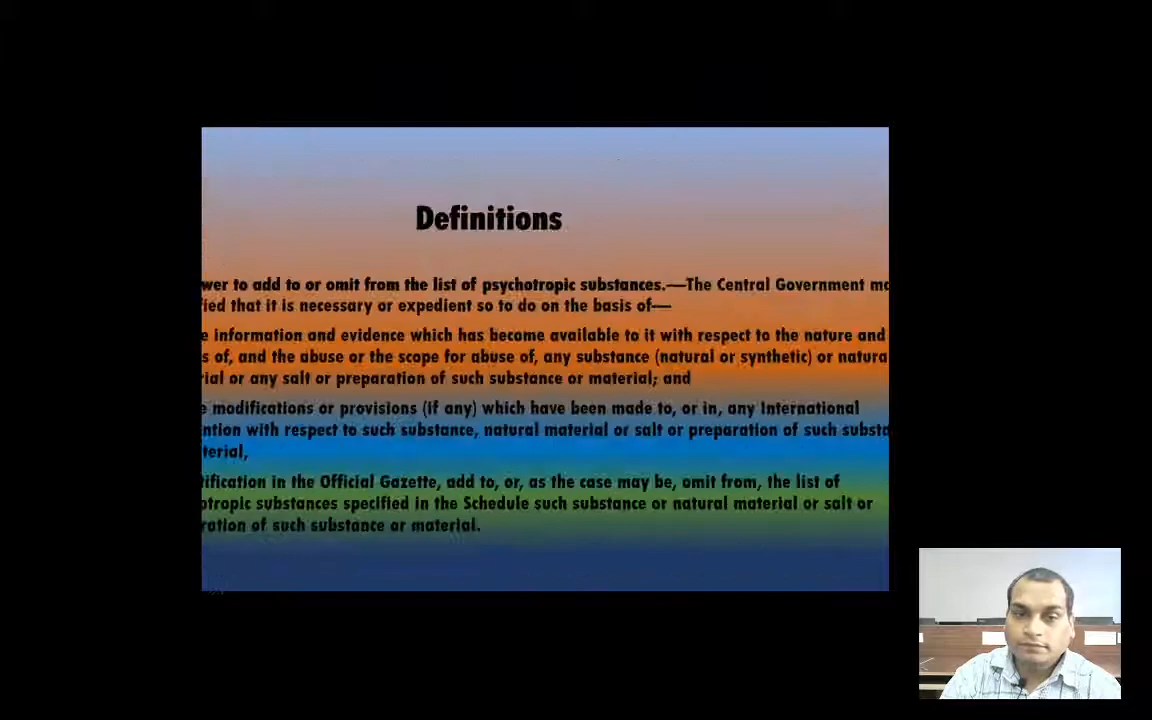 Definitions
wer to add to or omit from the list of psychotropic substances.—The Central Government
fied that it is necessary or expedient so to do on the basis of—
e information and evidence which has become available to it with respect to the nature and
s of, and the abuse or the scope for abuse of, any substance (natural or synthetic) or natura
rial or any salt or preparation of such substance or material; and
e modifications or provisions (if any) which have been made to, or in, any International
ntion with respect to such substance, natural material or salt or preparation of such substa
terial,
tification in the Official Gazette, add to, or, as the case may be, omit from, the list of
otropic substances specified in the Schedule such substance or natural material or salt or
ration of such substance or material.